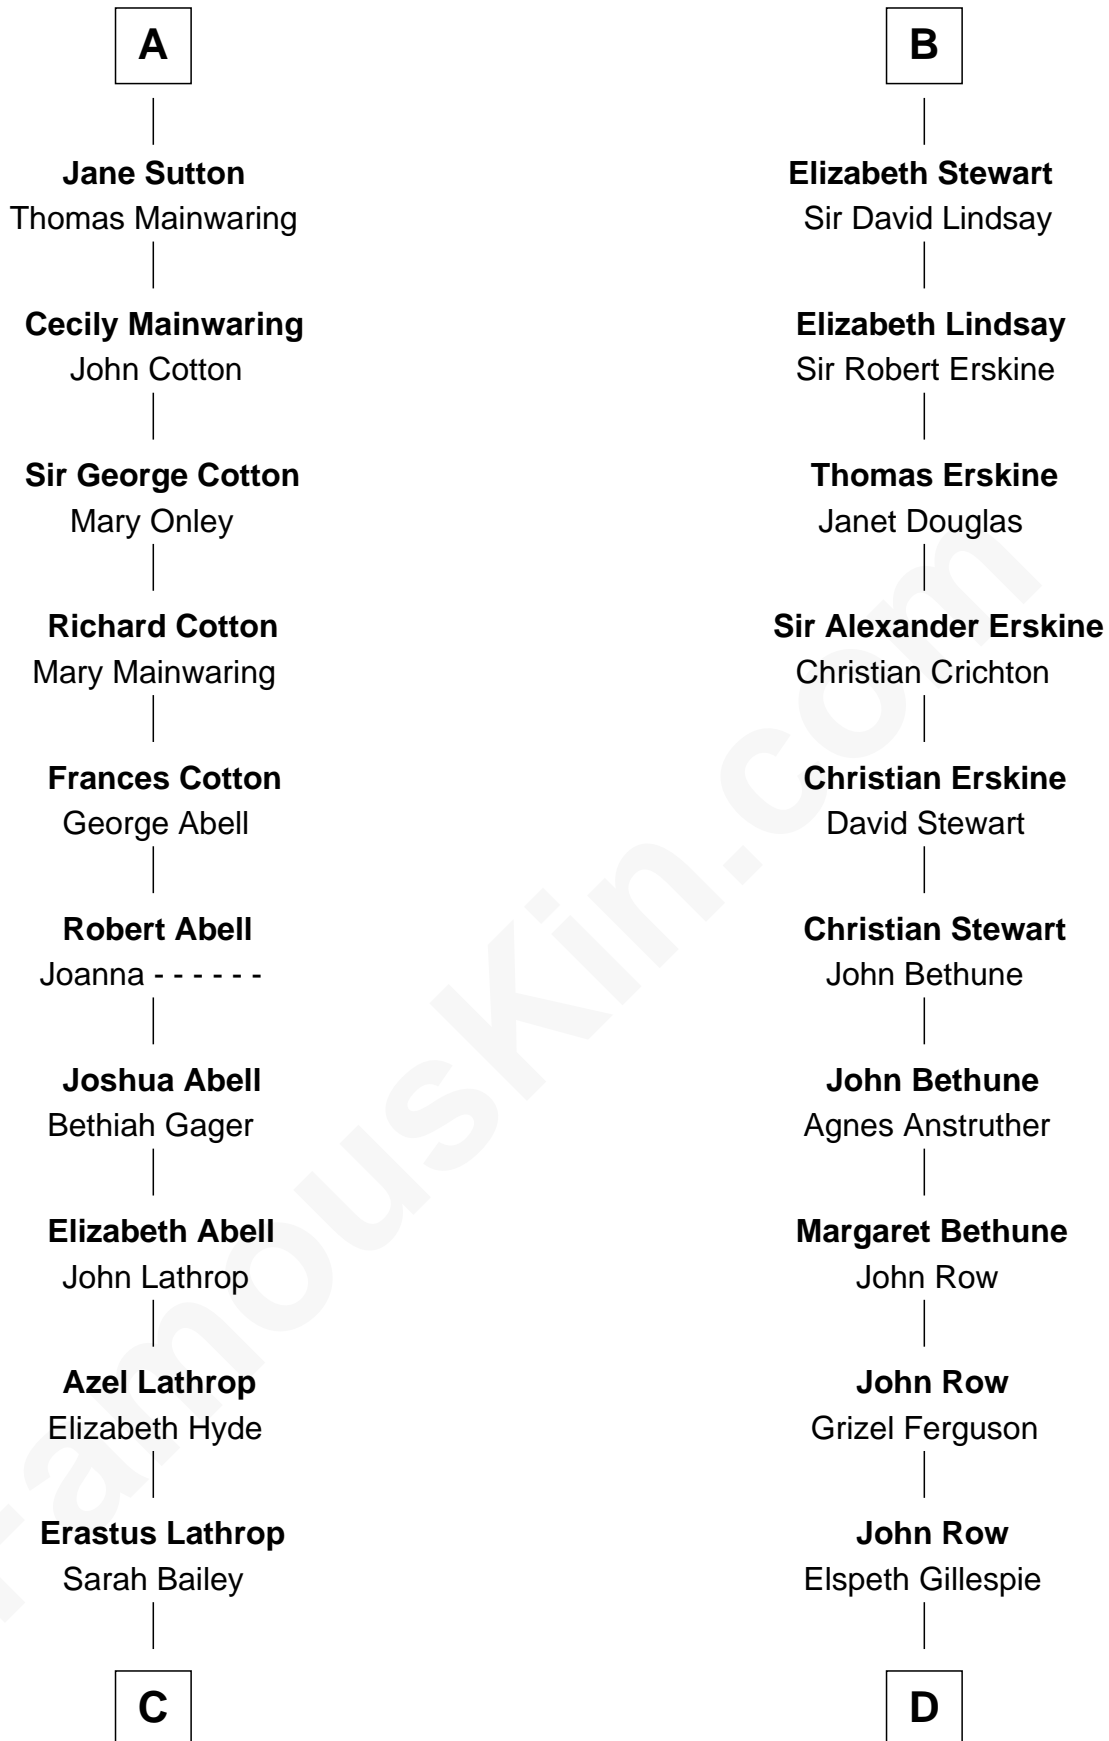 A
Jane Sutton
Thomas Mainwaring
Cecily Mainwaring
John Cotton
Sir George Cotton
Mary Onley
Richard Cotton
Mary Mainwaring
Frances Cotton
George Abell
Robert Abell
Joanna - - - - - -
Joshua Abell
Bethiah Gager
Elizabeth Abell
John Lathrop
Azel Lathrop
Elizabeth Hyde
Erastus Lathrop
Sarah Bailey
C
B
Elizabeth Stewart
Sir David Lindsay
Elizabeth Lindsay
Sir Robert Erskine
Thomas Erskine
Janet Douglas
Sir Alexander Erskine
Christian Crichton
Christian Erskine
David Stewart
Christian Stewart
John Bethune
John Bethune
Agnes Anstruther
Margaret Bethune
John Row
John Row
Grizel Ferguson
John Row
Elspeth Gillespie
D
FamousKin.com